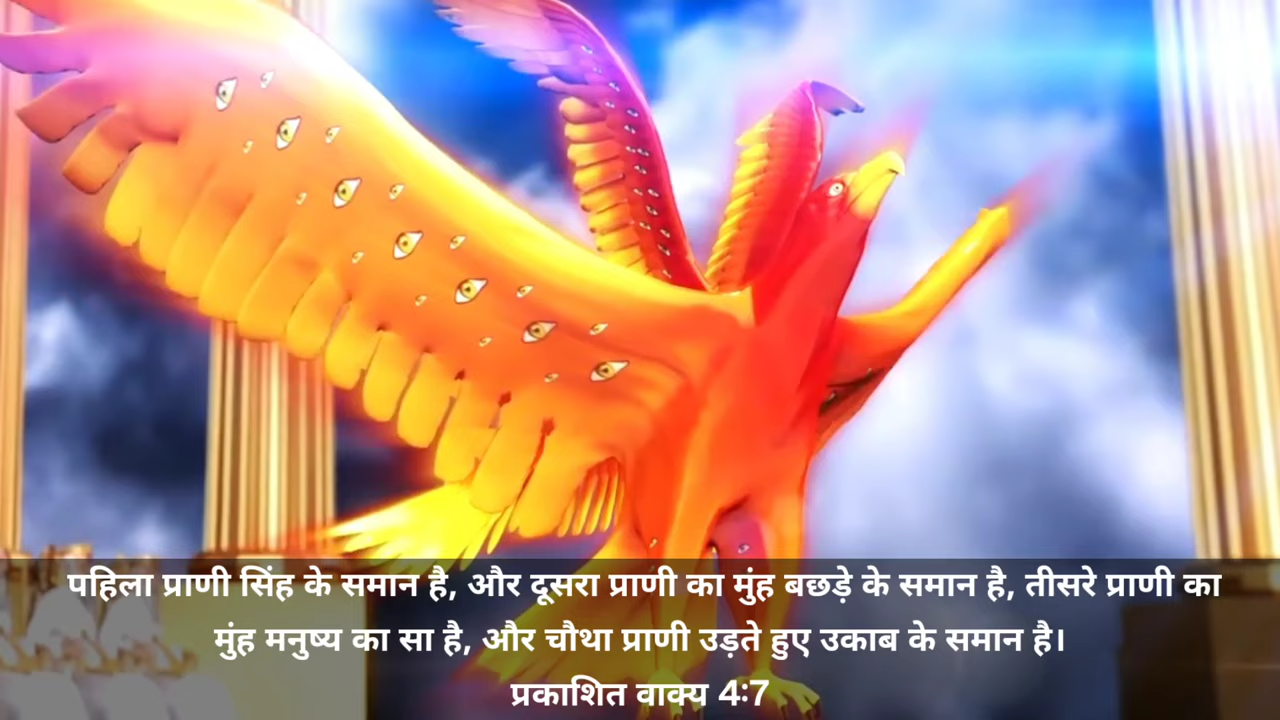 पहिला प्राणी सिंह के समान है, और दूसरा प्राणी का मुंह बछड़े के समान है, तीसरे प्राणी का
मुंह मनुष्य का सा है, और चौथा प्राणी उड़ते हुए उकाब के समान है।
प्रकाशित वाक्य 4:7